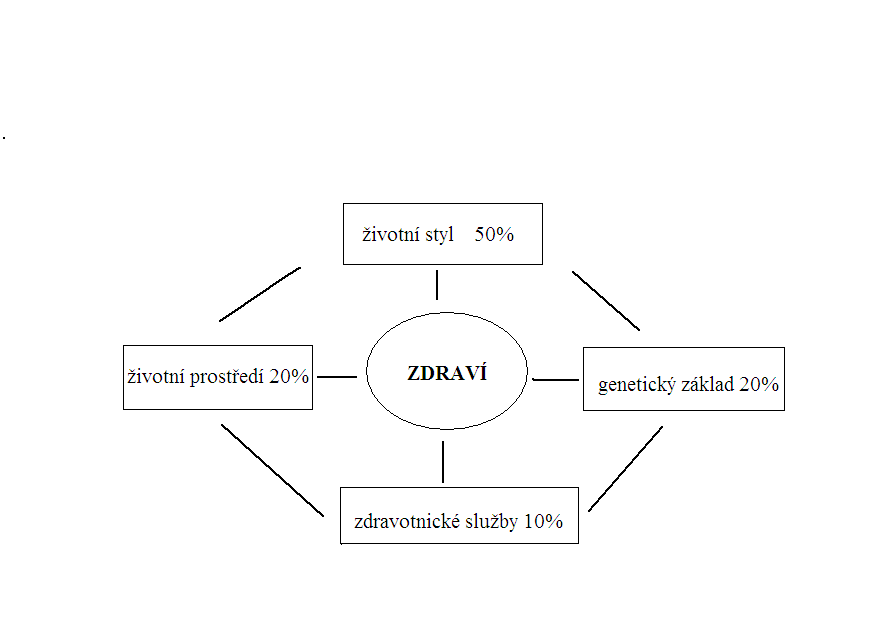 životní styl 50%
životní prostředí 20%
ZDRAVÍ
genetický základ 20%
zdravotnické služby 10%